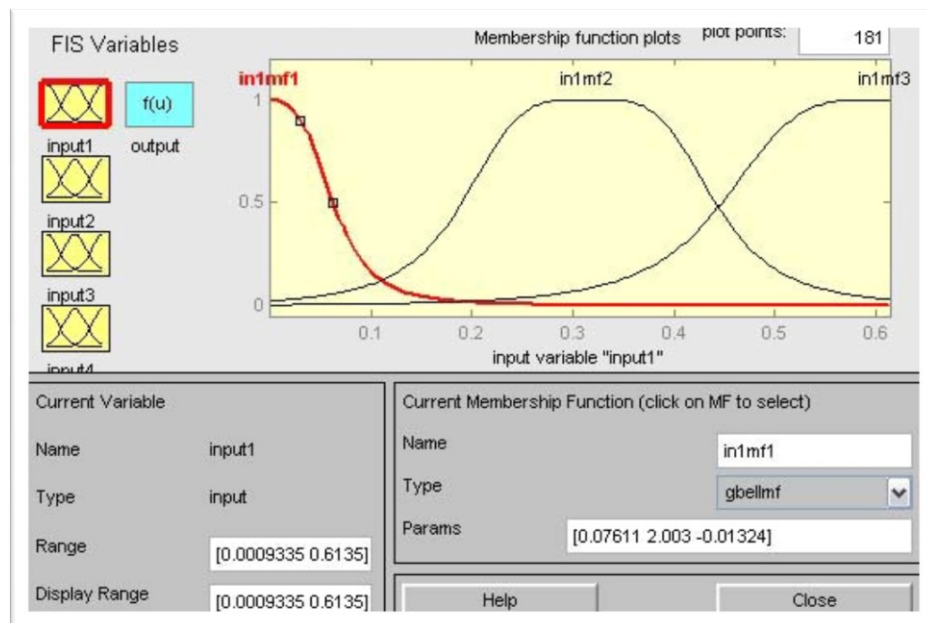 FIS Variables
Membership function plots plot points: 181
f(u)
input1 output
input2
input3
input4
in1mf1 in1mf2 in1mf3
1
0.5
0
0.1 0.2 0.3 0.4 0.5 0.6
input variable "input1"
Current Variable
Name input1
Type input
Range [0.0009335 0.6135]
Display Range [0.0009335 0.6135]
Current Membership Function (click on MF to select)
Name in1mf1
Type gbellmf
Params [0.07611 2.003 -0.01324]
Help Close